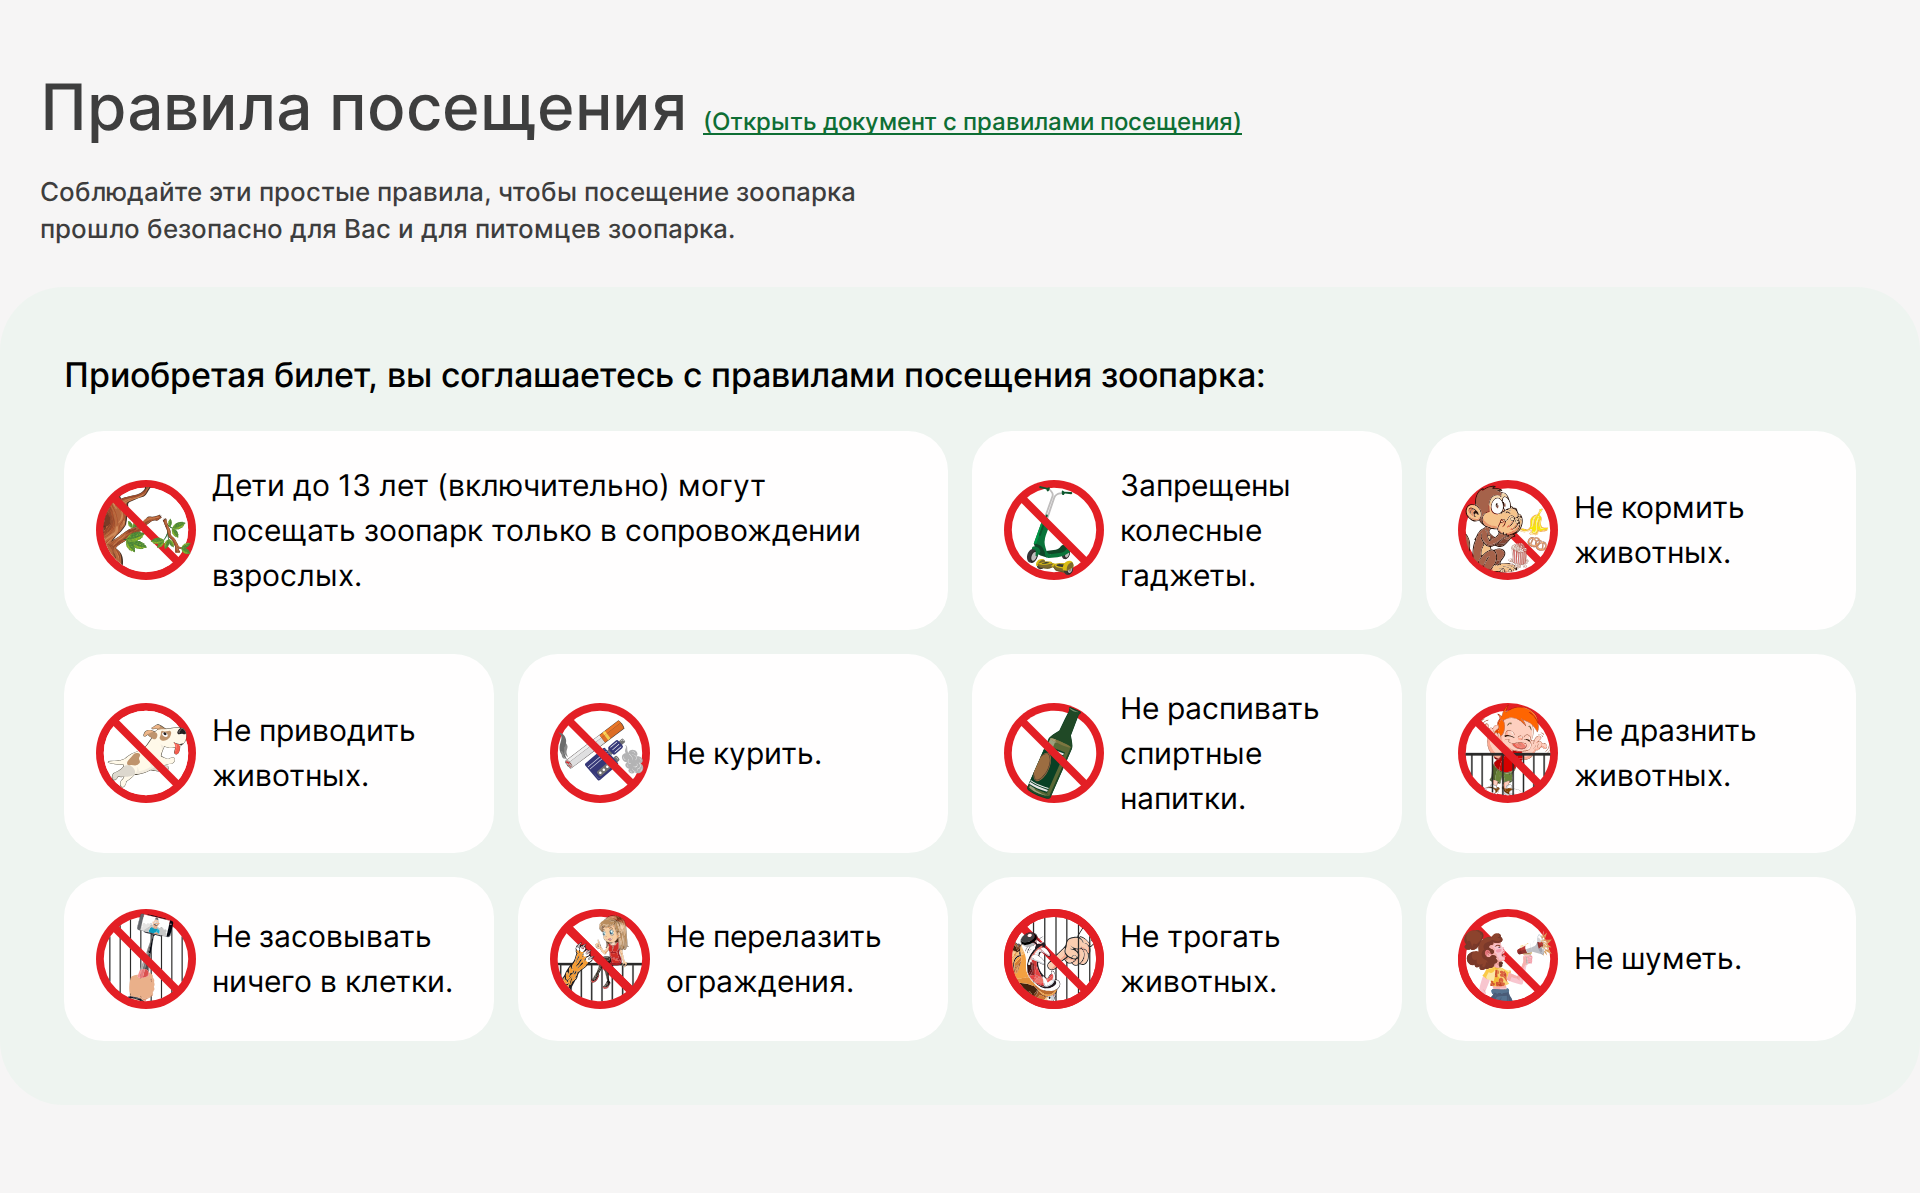 Правила посещения (Открыть документ с правилами посещения)
Соблюдайте эти простые правила, чтобы посещение зоопарка
прошло безопасно для Вас и для питомцев зоопарка.
Приобретая билет, вы соглашаетесь с правилами посещения зоопарка:
Дети до 13 лет (включительно) могут
посещать зоопарк только в сопровождении
взрослых.
Запрещены
колесные
гаджеты.
Не кормить
животных.
Не приводить
животных.
Не курить.
Не распивать
спиртные
напитки.
Не дразнить
животных.
Не засовывать
ничего в клетки.
Не перелазить
ограждения.
Не трогать
животных.
Не шуметь.